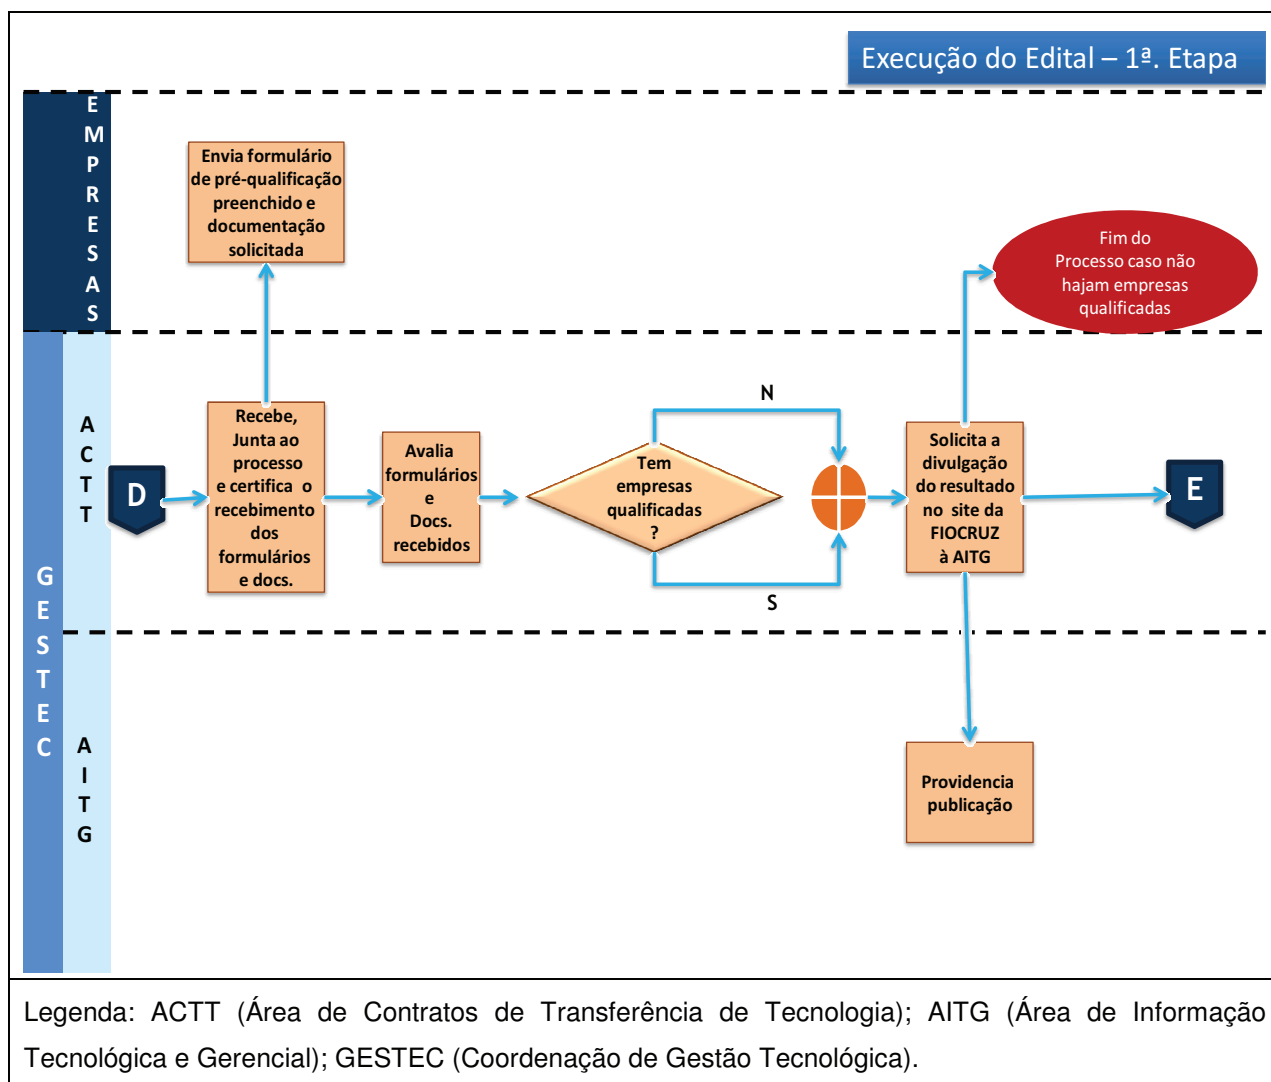 Execução do Edital – 1ª. Etapa
E
M
P
R
E
S
A
S
Envia formulário
de pré-qualificação
preenchido e
documentação
solicitada
Fim do
Processo caso não
hajam empresas
qualificadas
G
E
S
T
E
C
A
C
T
T
D
Recebe,
Junta ao
processo
e certifica o
recebimento
dos
formulários
e docs.
Avalia
formulários
e
Docs.
recebidos
Tem
empresas
qualificadas
?
N
S
Solicita a
divulgação
do resultado
no site da
FIOCRUZ
à AITG
E
A
I
T
G
Providencia
publicação
Legenda: ACTT (Área de Contratos de Transferência de Tecnologia); AITG (Área de Informação
Tecnológica e Gerencial); GESTEC (Coordenação de Gestão Tecnológica).